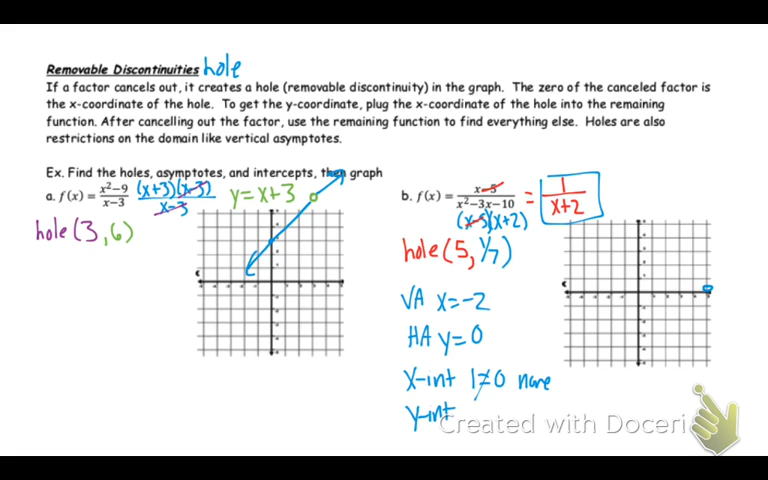 Removable Discontinuities hole
If a factor cancels out, it creates a hole (removable discontinuity) in the graph. The zero of the canceled factor is
the x-coordinate of the hole. To get the y-coordinate, plug the x-coordinate of the hole into the remaining
function. After cancelling out the factor, use the remaining function to find everything else. Holes are also
restrictions on the domain like vertical asymptotes.
Ex. Find the holes, asymptotes, and intercepts, then graph
a. f(x) = (x²-9)/(x-3) (x+3)(x-3)/(x-3) y=x+3
hole (3,6)
b. f(x) = (x-5)/(x²-3x-10) = 1/(x+2)
(x-5)(x+2)
hole (5, 1/7)
VA x=-2
HA y=0
x-int 1≠0 none
y-int
Created with Doceri